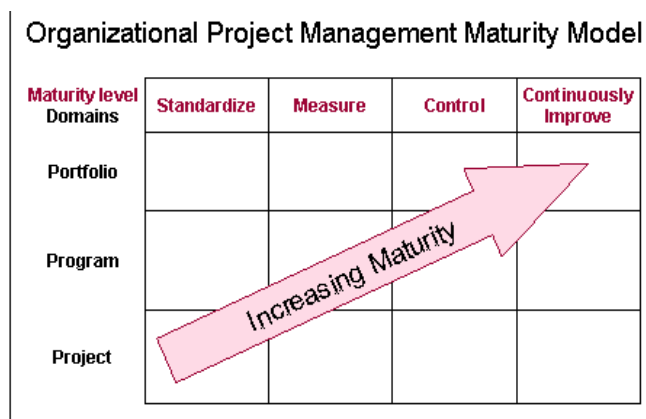 Organizational Project Management Maturity Model
Maturity level
Domains
Standardize
Measure
Control
Continuously
Improve
Portfolio
Program
Project
Increasing Maturity